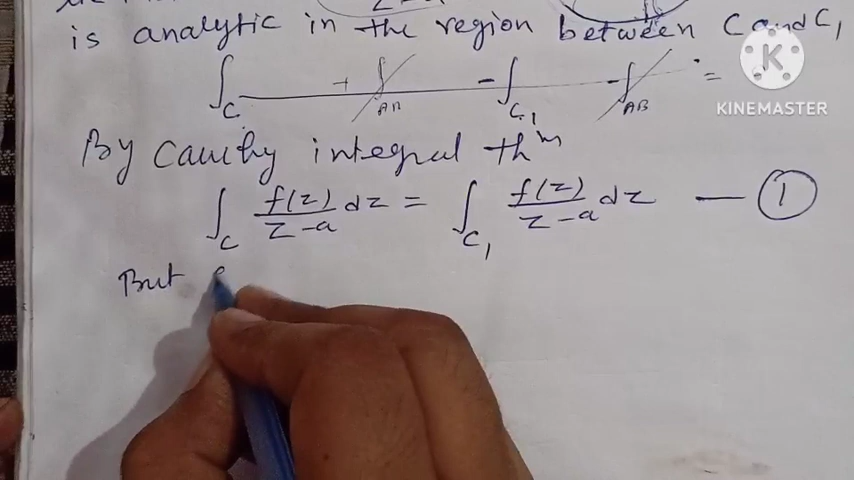 is analytic in the region between C and C1
∫C + ∫AB - ∫C1 - ∫AB =
K
KINEMASTER
By Cauchy integral thm
∫C f(z)/z-a dz = ∫C1 f(z)/z-a dz — 1
But